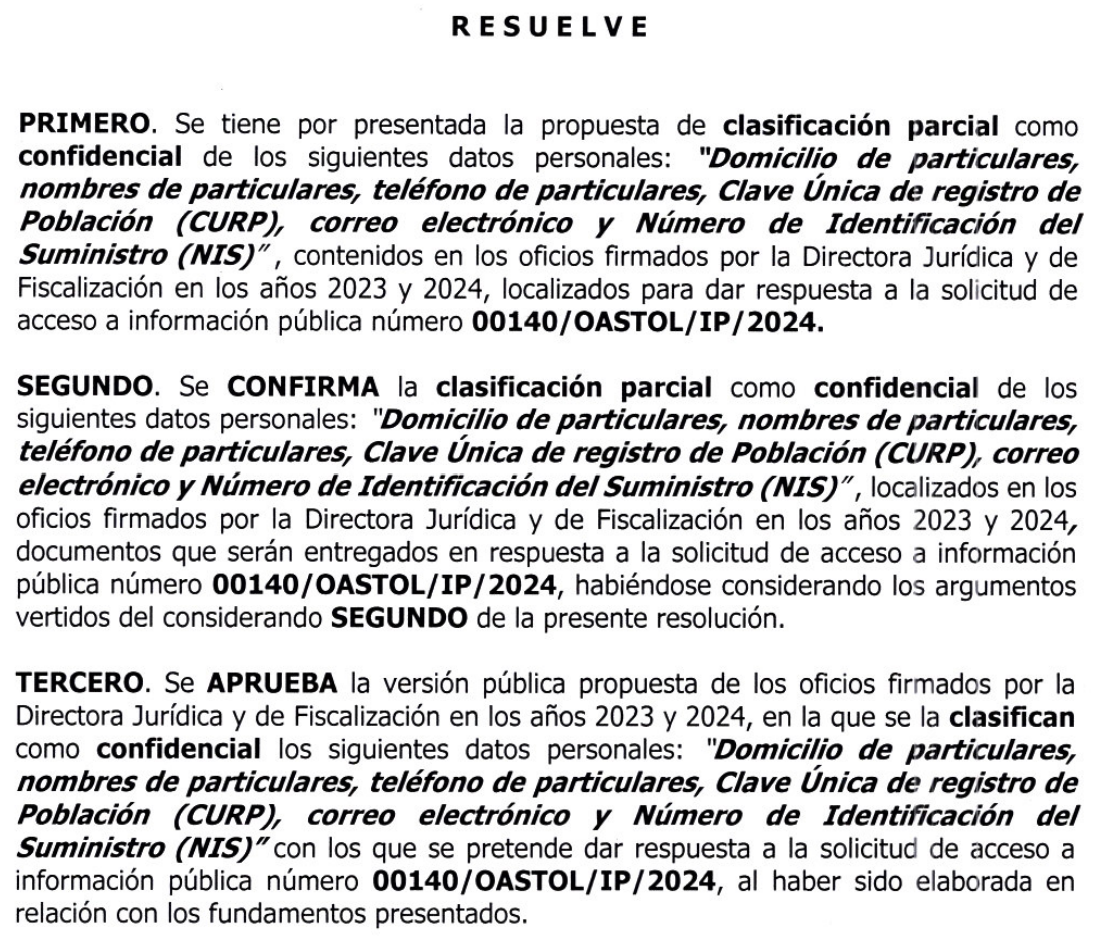 R E S U E L V E
PRIMERO. Se tiene por presentada la propuesta de clasificación parcial como
confidencial de los siguientes datos personales: "Domicilio de particulares,
nombres de particulares, teléfono de particulares, Clave Única de registro de
Población (CURP), correo electrónico y Número de Identificación del
Suministro (NIS)", contenidos en los oficios firmados por la Directora Jurídica y de
Fiscalización en los años 2023 y 2024, localizados para dar respuesta a la solicitud de
acceso a información pública número 00140/OASTOL/IP/2024.
SEGUNDO. Se CONFIRMA la clasificación parcial como confidencial de los
siguientes datos personales: "Domicilio de particulares, nombres de particulares,
teléfono de particulares, Clave Única de registro de Población (CURP), correo
electrónico y Número de Identificación del Suministro (NIS)", localizados en los
oficios firmados por la Directora Jurídica y de Fiscalización en los años 2023 y 2024,
documentos que serán entregados en respuesta a la solicitud de acceso a información
pública número 00140/OASTOL/IP/2024, habiéndose considerando los argumentos
vertidos del considerando SEGUNDO de la presente resolución.
TERCERO. Se APRUEBA la versión pública propuesta de los oficios firmados por la
Directora Jurídica y de Fiscalización en los años 2023 y 2024, en la que se la clasifican
como confidencial los siguientes datos personales: "Domicilio de particulares,
nombres de particulares, teléfono de particulares, Clave Única de registro de
Población (CURP), correo electrónico y Número de Identificación del
Suministro (NIS)" con los que se pretende dar respuesta a la solicitud de acceso a
información pública número 00140/OASTOL/IP/2024, al haber sido elaborada en
relación con los fundamentos presentados.